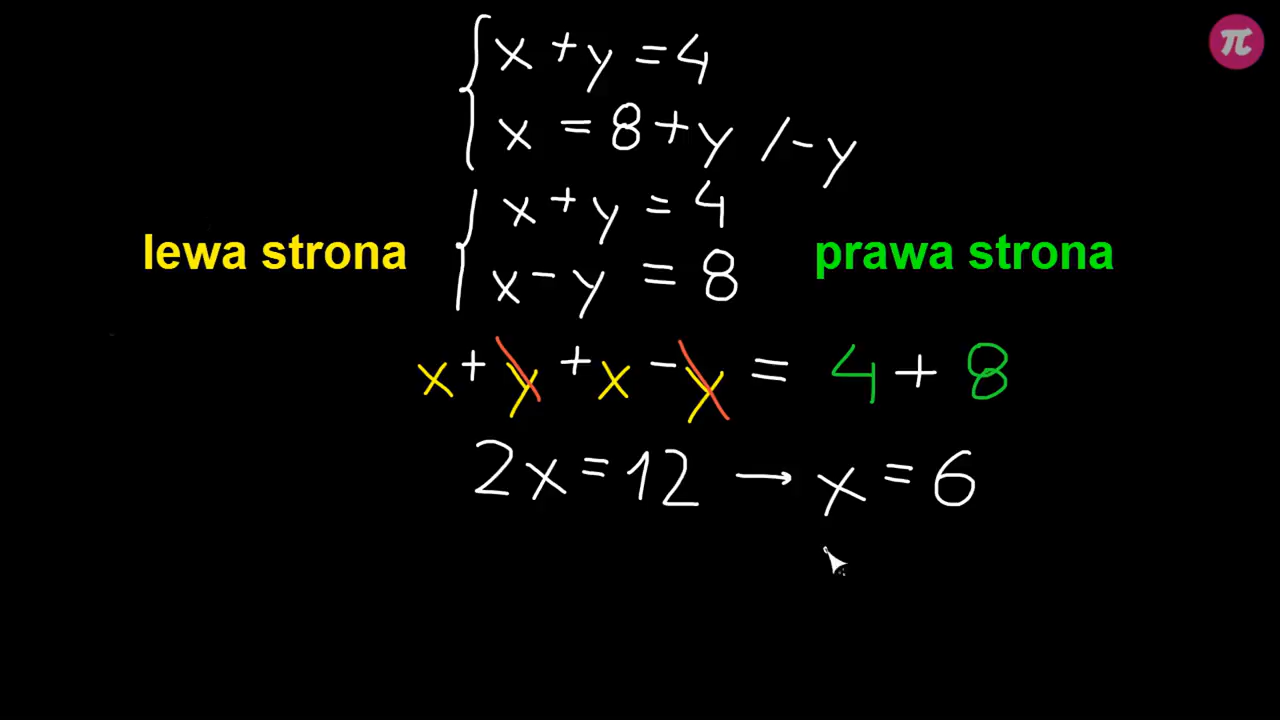 π
x + y = 4
x = 8 + y / - y
x + y = 4
lewa strona
prawa strona
x - y = 8
x + y + x - y = 4 + 8
2x = 12 → x = 6